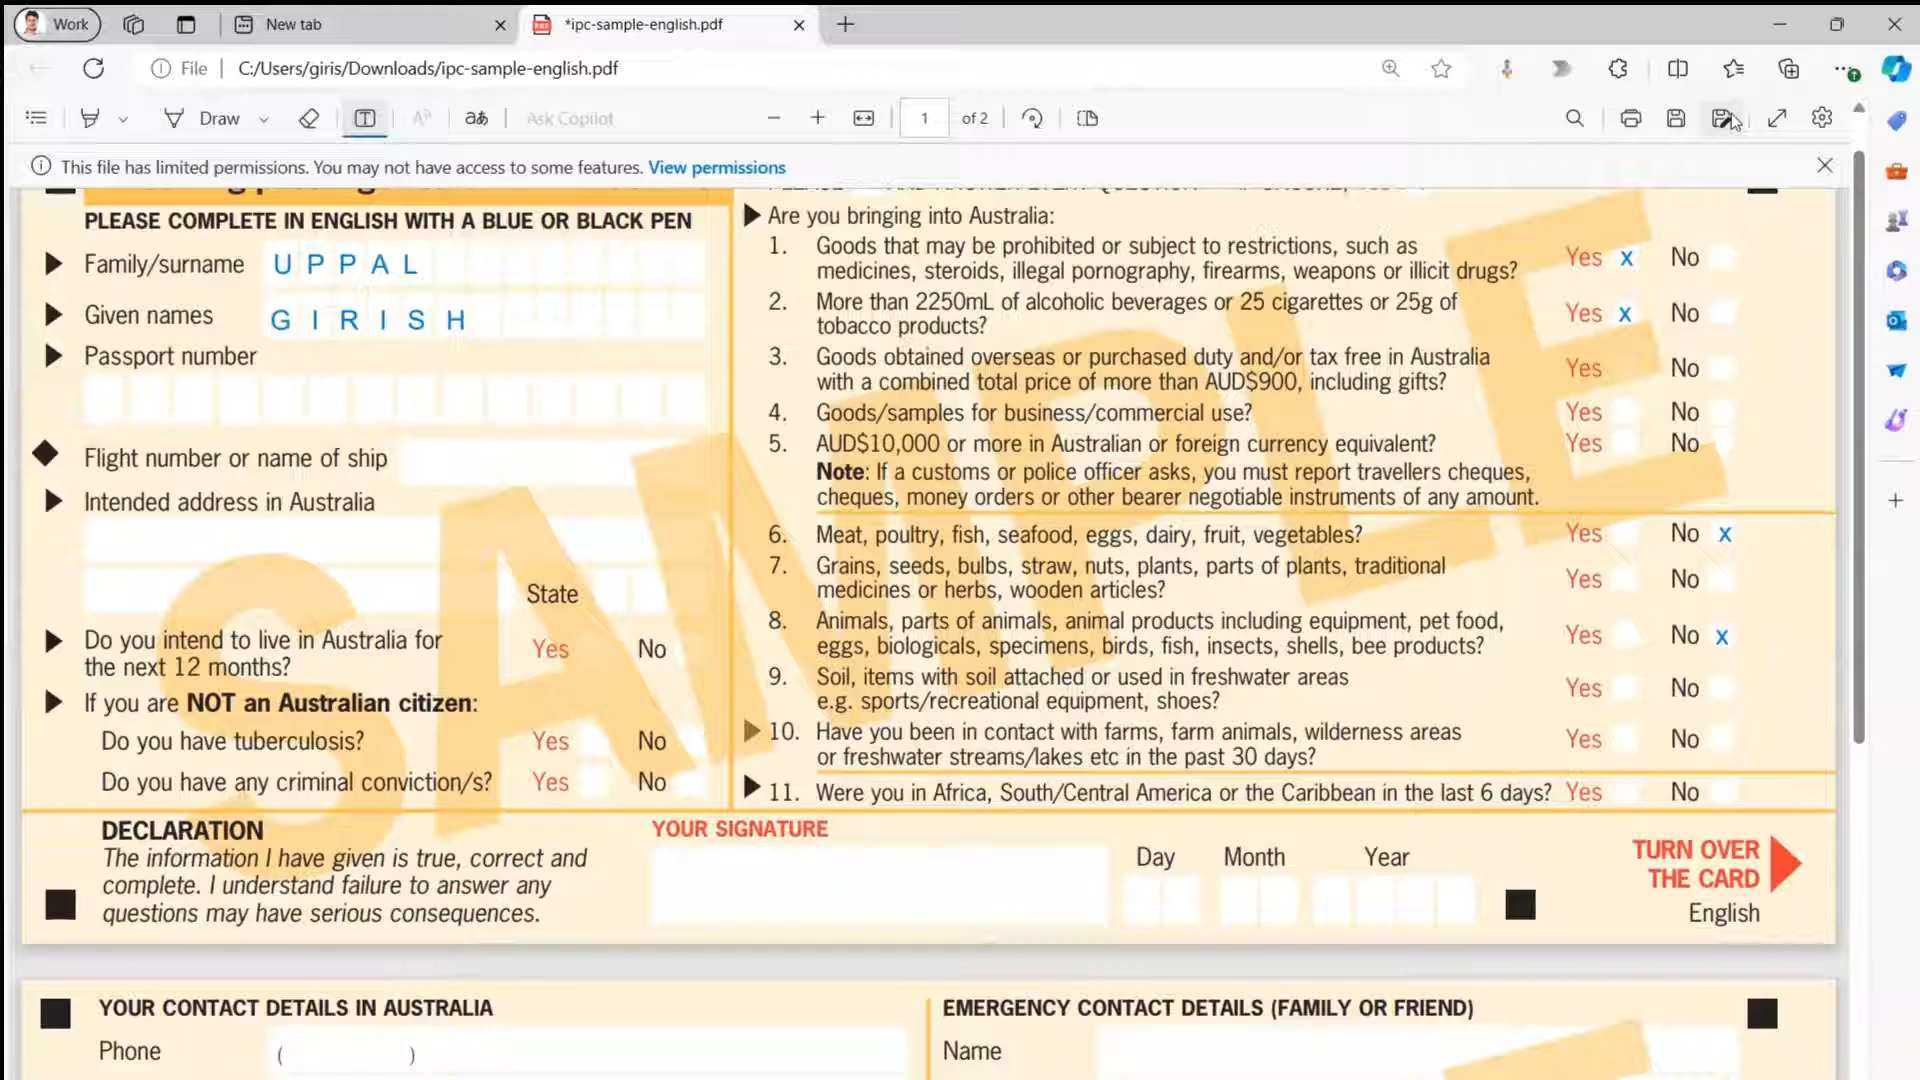 Work
New tab
*ipc-sample-english.pdf
File
C:/Users/giris/Downloads/ipc-sample-english.pdf
Draw
Ask Copilot
1
of 2
This file has limited permissions. You may not have access to some features. View permissions
PLEASE COMPLETE IN ENGLISH WITH A BLUE OR BLACK PEN
Family/surname
U P P A L
Given names
G I R I S H
Passport number
Flight number or name of ship
Intended address in Australia
State
Do you intend to live in Australia for
the next 12 months?
Yes
No
If you are NOT an Australian citizen:
Do you have tuberculosis?
Yes
No
Do you have any criminal conviction/s?
Yes
No
Are you bringing into Australia:
1. Goods that may be prohibited or subject to restrictions, such as
medicines, steroids, illegal pornography, firearms, weapons or illicit drugs?
Yes x No
2. More than 2250mL of alcoholic beverages or 25 cigarettes or 25g of
tobacco products?
Yes x No
3. Goods obtained overseas or purchased duty and/or tax free in Australia
with a combined total price of more than AUD$900, including gifts?
Yes No
4. Goods/samples for business/commercial use?
Yes No
5. AUD$10,000 or more in Australian or foreign currency equivalent?
Yes No
Note: If a customs or police officer asks, you must report travellers cheques,
cheques, money orders or other bearer negotiable instruments of any amount.
6. Meat, poultry, fish, seafood, eggs, dairy, fruit, vegetables?
Yes No x
7. Grains, seeds, bulbs, straw, nuts, plants, parts of plants, traditional
medicines or herbs, wooden articles?
Yes No
8. Animals, parts of animals, animal products including equipment, pet food,
eggs, biologicals, specimens, birds, fish, insects, shells, bee products?
Yes No x
9. Soil, items with soil attached or used in freshwater areas
e.g. sports/recreational equipment, shoes?
Yes No
10. Have you been in contact with farms, farm animals, wilderness areas
or freshwater streams/lakes etc in the past 30 days?
Yes No
11. Were you in Africa, South/Central America or the Caribbean in the last 6 days?
Yes No
SAMPLE
DECLARATION
The information I have given is true, correct and
complete. I understand failure to answer any
questions may have serious consequences.
YOUR SIGNATURE
Day
Month
Year
TURN OVER
THE CARD
English
YOUR CONTACT DETAILS IN AUSTRALIA
Phone
( )
EMERGENCY CONTACT DETAILS (FAMILY OR FRIEND)
Name